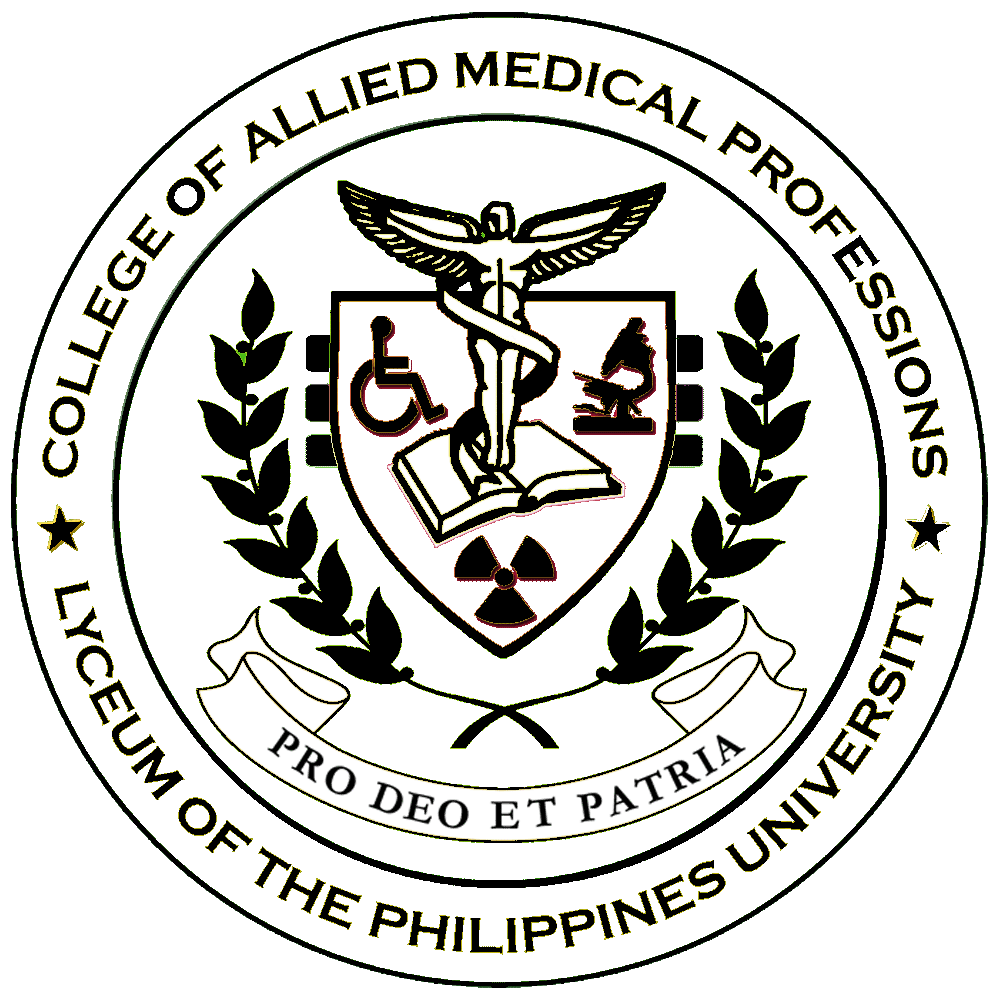 COLLEGE OF ALLIED MEDICAL PROFESSIONS
PRO DEO ET PATRIA
LYCEUM OF THE PHILIPPINES UNIVERSITY